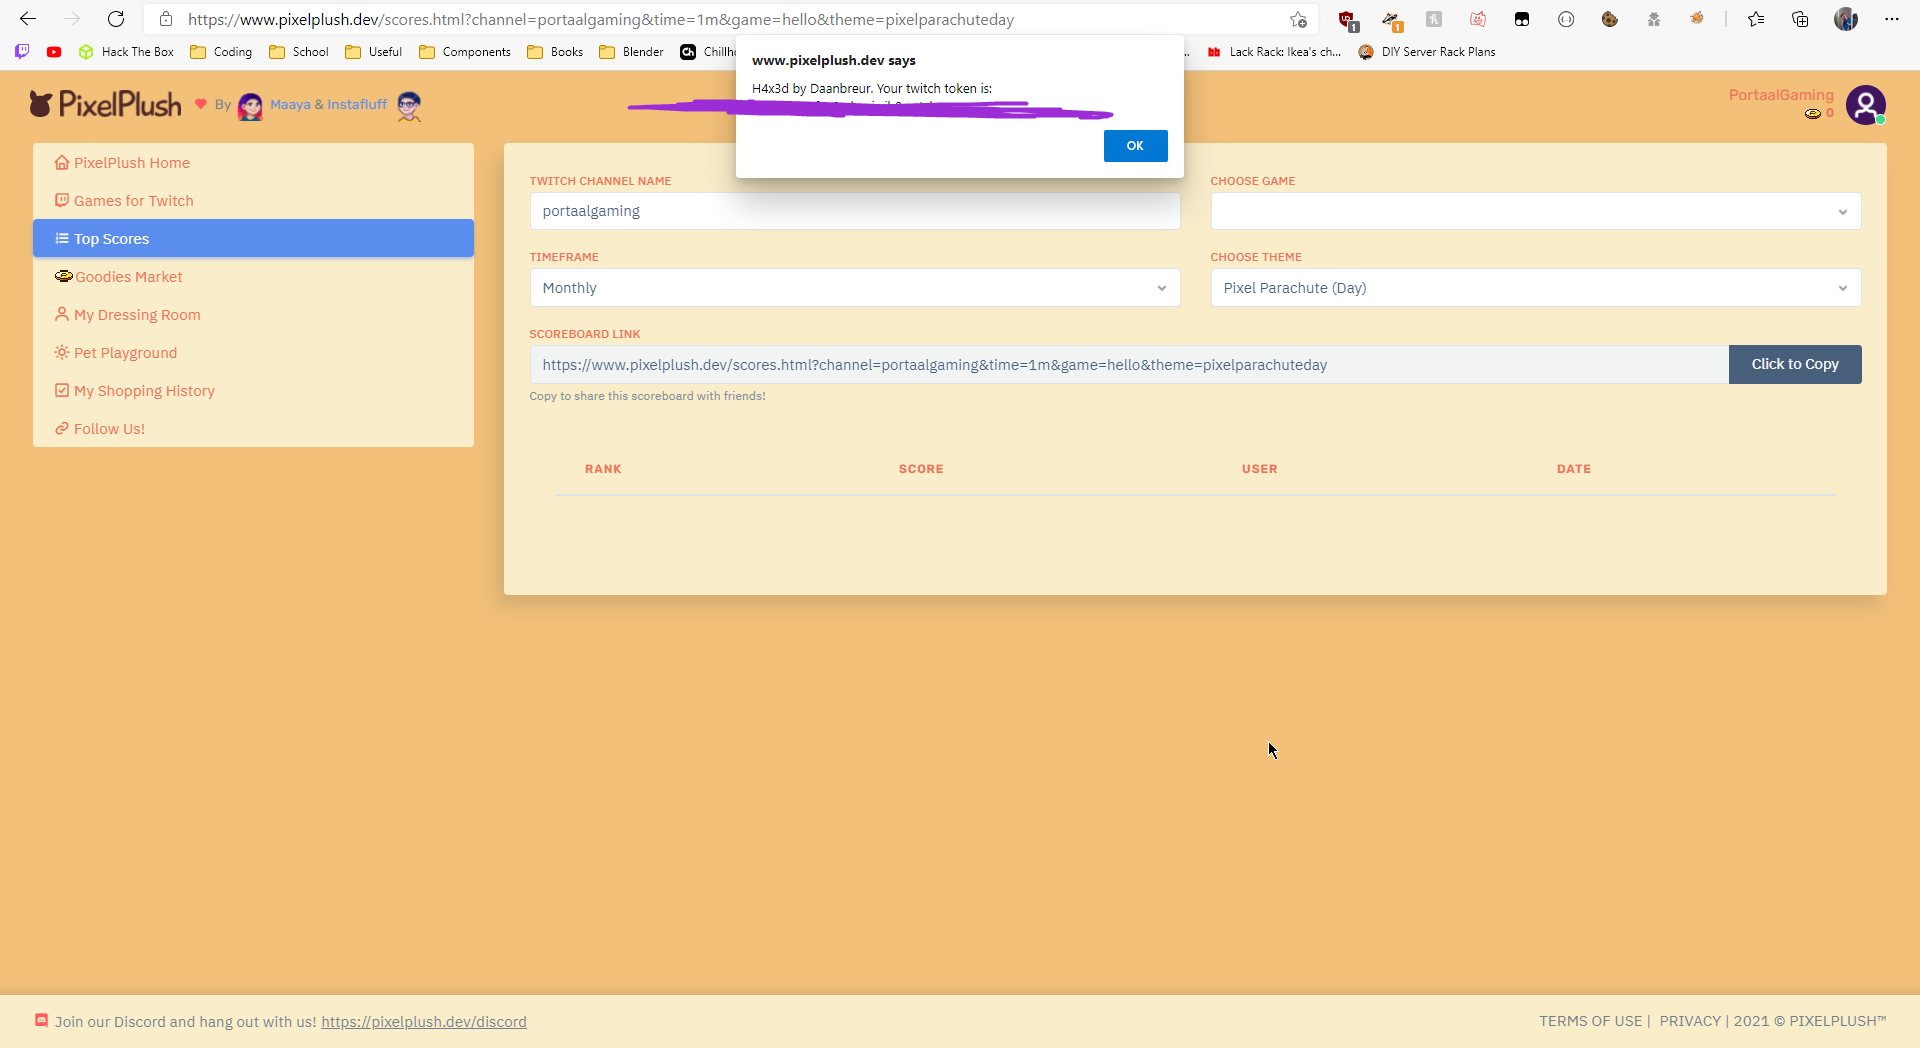 https://www.pixelplush.dev/scores.html?channel=portaalgaming&time=1m&game=hello&theme=pixelparachuteday
1
1
Hack The Box
Coding
School
Useful
Components
Books
Blender
Ch
Chillh
...
Lack Rack: Ikea's ch...
DIY Server Rack Plans
www.pixelplush.dev says
H4x3d by Daanbreur. Your twitch token is:
OK
PixelPlush
By
Maaya & Instafluff
PortaalGaming
0
PixelPlush Home
Games for Twitch
Top Scores
Goodies Market
My Dressing Room
Pet Playground
My Shopping History
Follow Us!
TWITCH CHANNEL NAME
portaalgaming
CHOOSE GAME
TIMEFRAME
Monthly
CHOOSE THEME
Pixel Parachute (Day)
SCOREBOARD LINK
https://www.pixelplush.dev/scores.html?channel=portaalgaming&time=1m&game=hello&theme=pixelparachuteday
Click to Copy
Copy to share this scoreboard with friends!
RANK SCORE USER DATE
Join our Discord and hang out with us! https://pixelplush.dev/discord
TERMS OF USE | PRIVACY | 2021 © PIXELPLUSH™